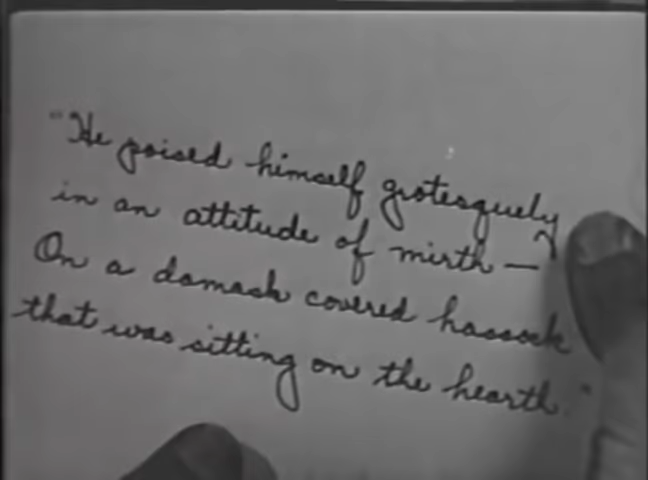 "He poised himself grotesquely
in an attitude of mirth —
On a damask covered hassock
that was sitting on the hearth."